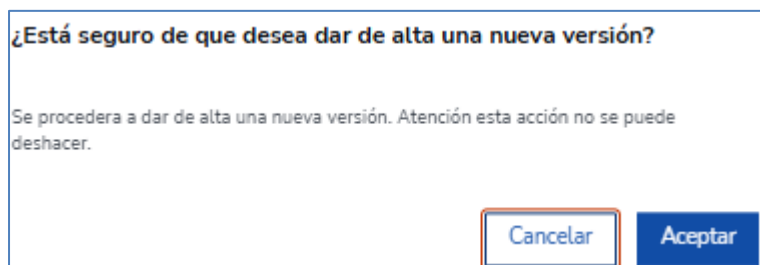 ¿Está seguro de que desea dar de alta una nueva versión?
Se procedera a dar de alta una nueva versión. Atención esta acción no se puede
deshacer.
Cancelar Aceptar